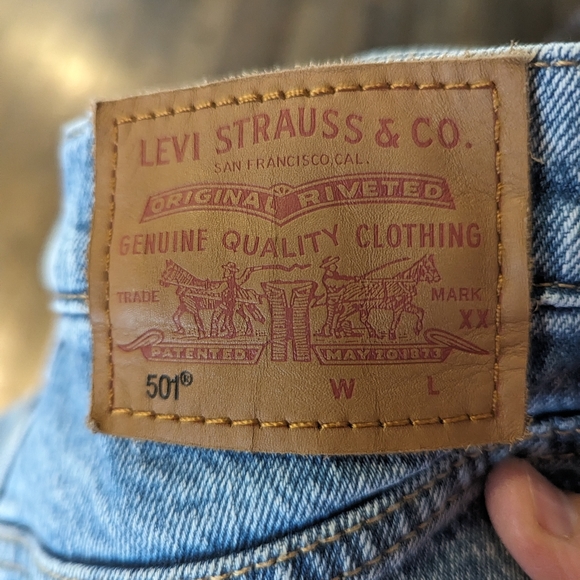 LEVI STRAUSS & CO.
SAN FRANCISCO, CAL.
ORIGINAL RIVETED
GENUINE QUALITY CLOTHING
TRADE MARK
XX
PATENTED MAY 20 1873
501® W L